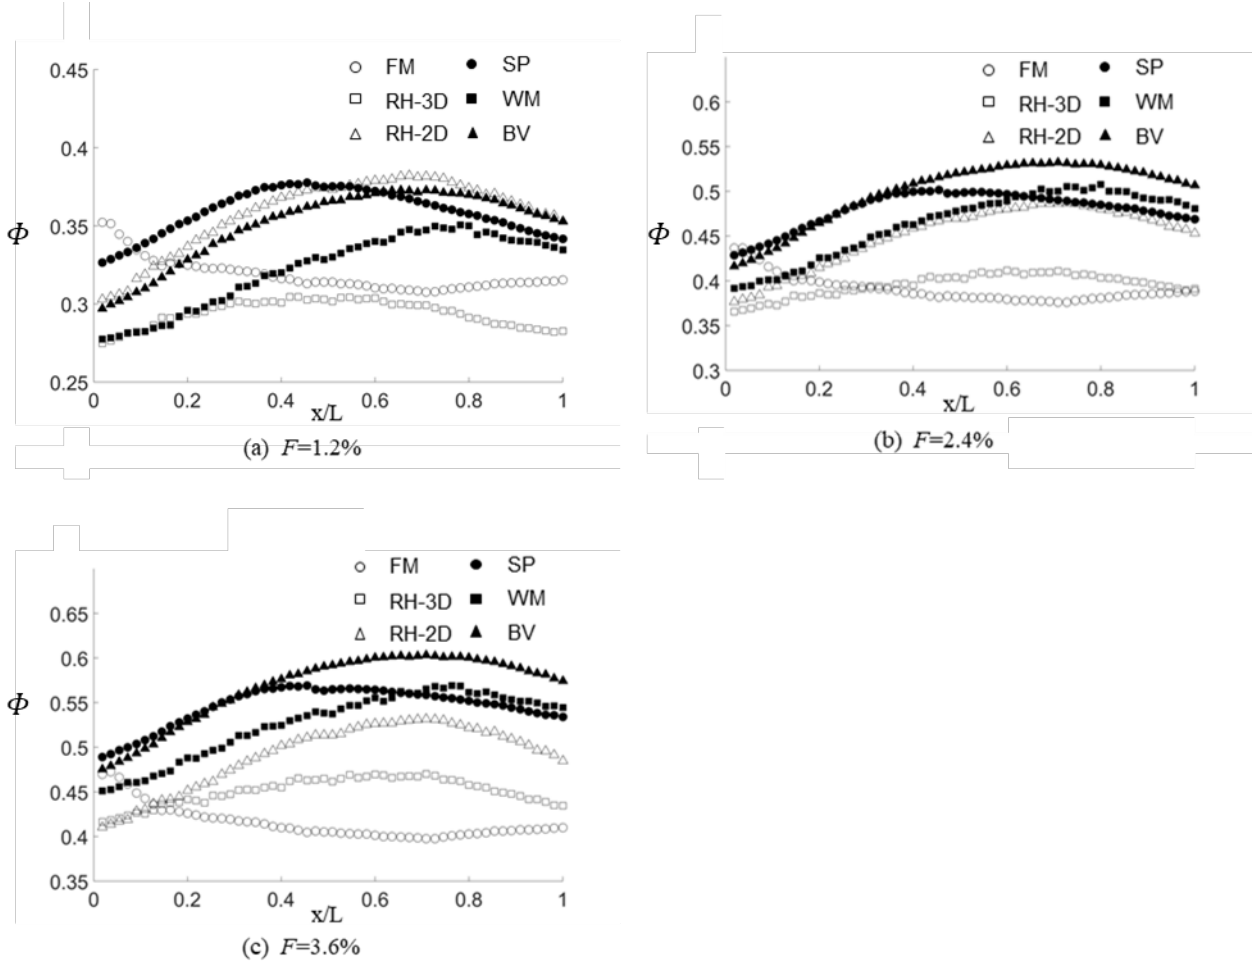 0.45
0.4
0.35
Φ
0.3
0.25
0 0.2 0.4 0.6 0.8 1
x/L
FM SP
RH-3D WM
RH-2D BV
(a) F=1.2%
0.6
0.55
0.5
0.45
Φ
0.4
0.35
0.3
0 0.2 0.4 0.6 0.8 1
x/L
FM SP
RH-3D WM
RH-2D BV
(b) F=2.4%
0.65
0.6
0.55
Φ
0.5
0.45
0.4
0.35
0 0.2 0.4 0.6 0.8 1
x/L
FM SP
RH-3D WM
RH-2D BV
(c) F=3.6%